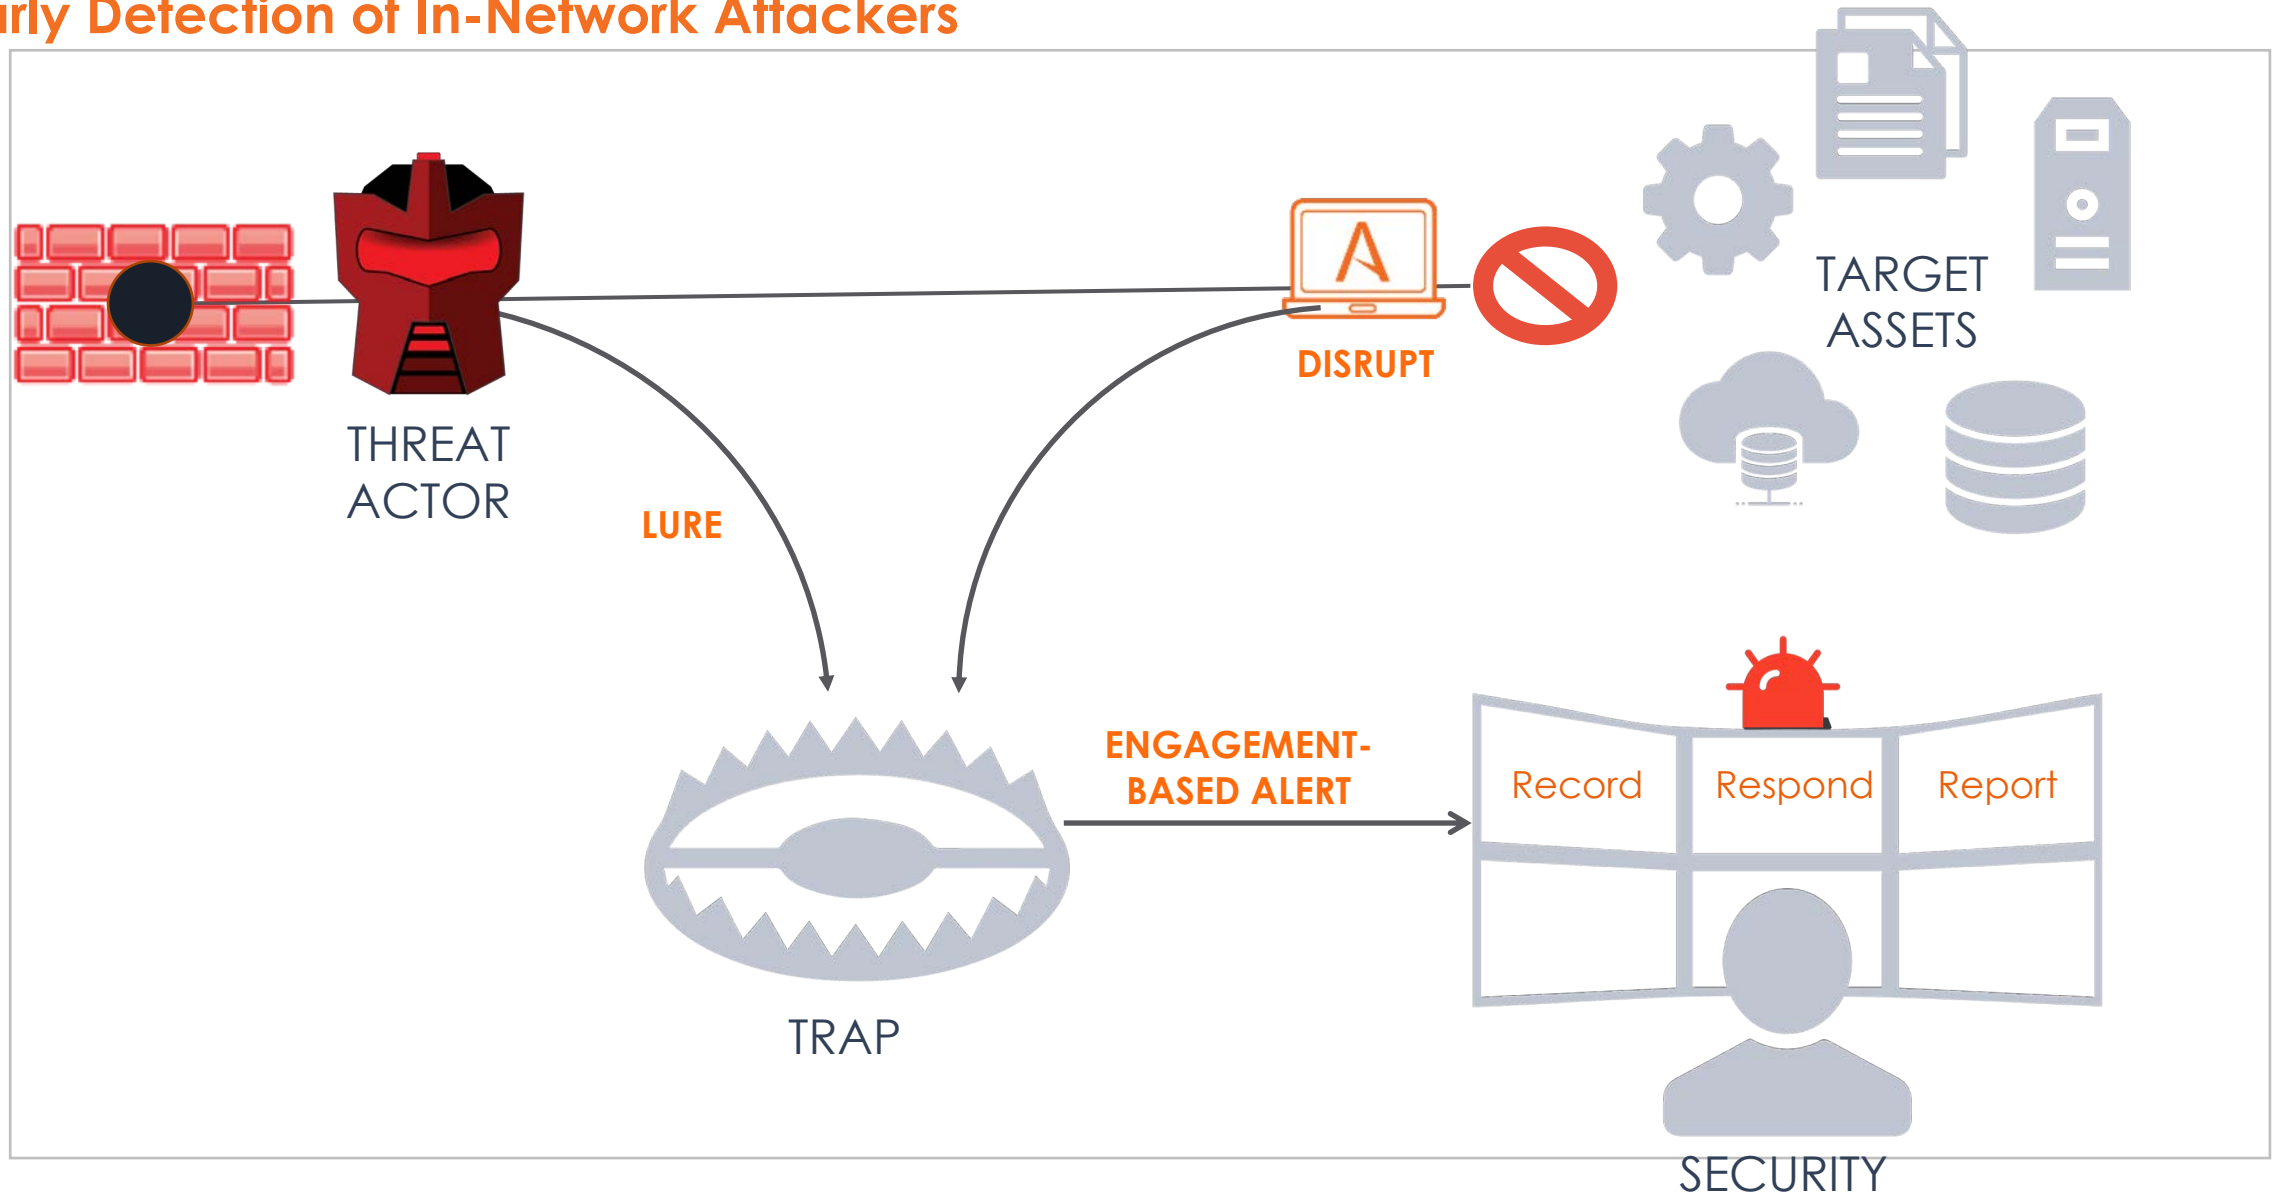 arly Detection of In-Network Attackers
TARGET
ASSETS
DISRUPT
THREAT
ACTOR
LURE
ENGAGEMENT-
BASED ALERT
Record
Respond
Report
TRAP
SECURITY